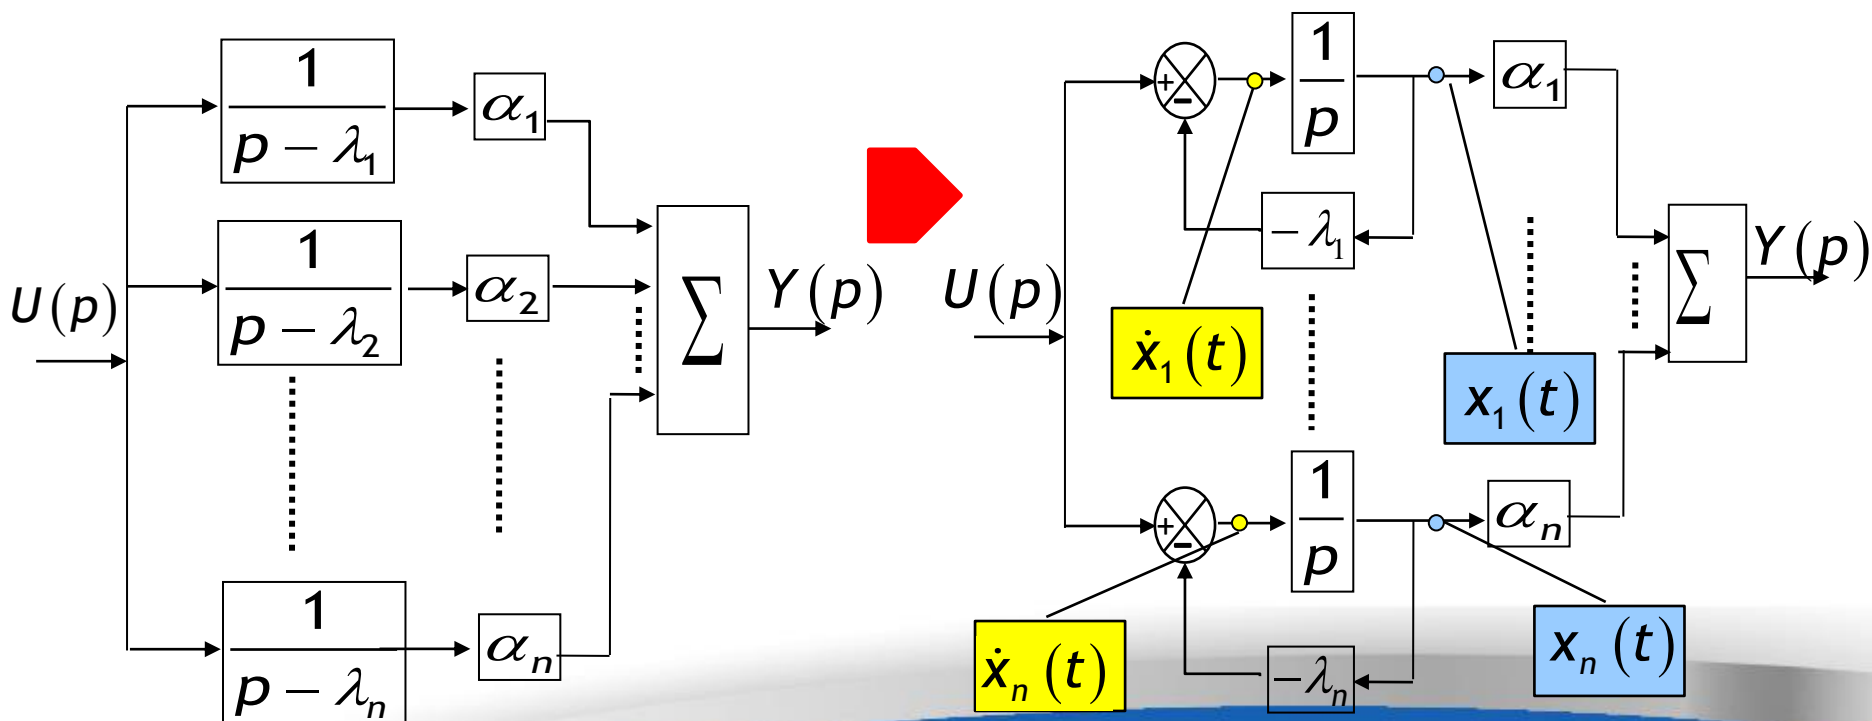 1
p − λ₁
α₁
1
p − λ₂
α₂
U(p)
∑
Y(p)
1
p − λₙ
αₙ
+
−
1
p
α₁
−λ₁
U(p)
ẋ₁(t)
x₁(t)
∑
Y(p)
+
−
1
p
αₙ
−λₙ
ẋₙ(t)
xₙ(t)